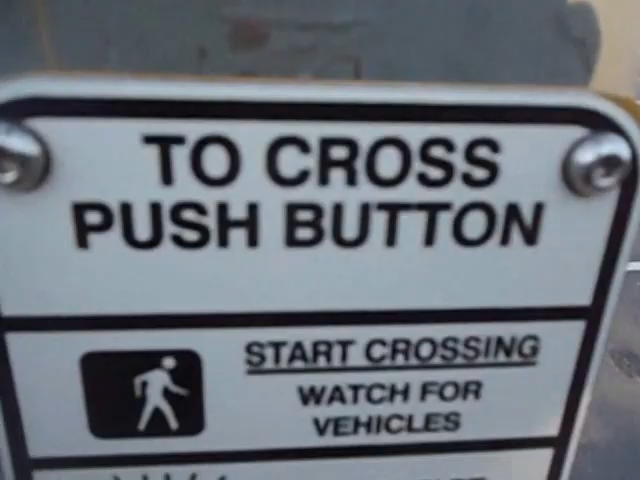 TO CROSS
PUSH BUTTON
START CROSSING
WATCH FOR
VEHICLES